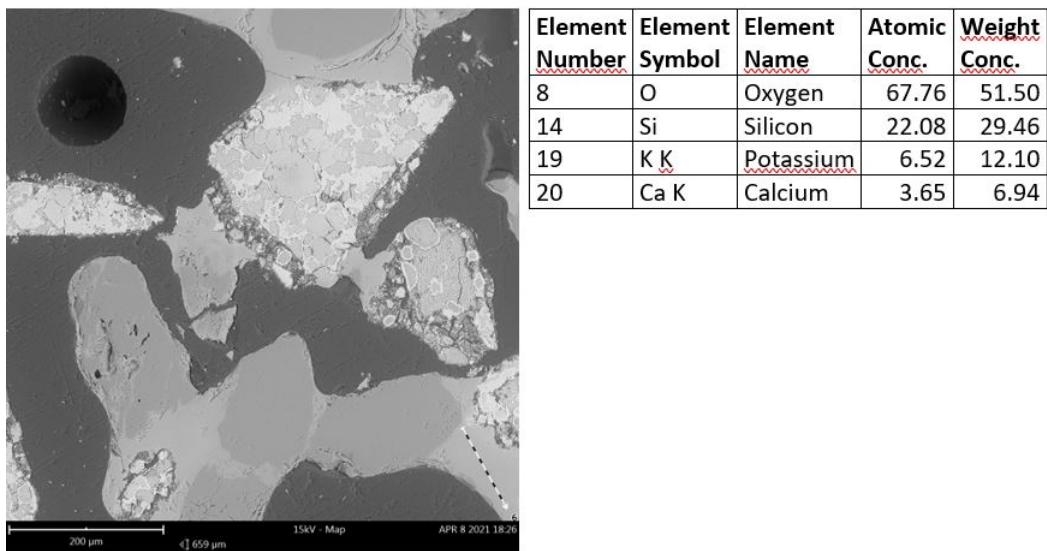 Element Number Element Symbol Element Name Atomic Conc. Weight Conc.
8 O Oxygen 67.76 51.50
14 Si Silicon 22.08 29.46
19 K K Potassium 6.52 12.10
20 Ca K Calcium 3.65 6.94
6
200 µm 659 µm 15kV - Map APR 8 2021 18:26